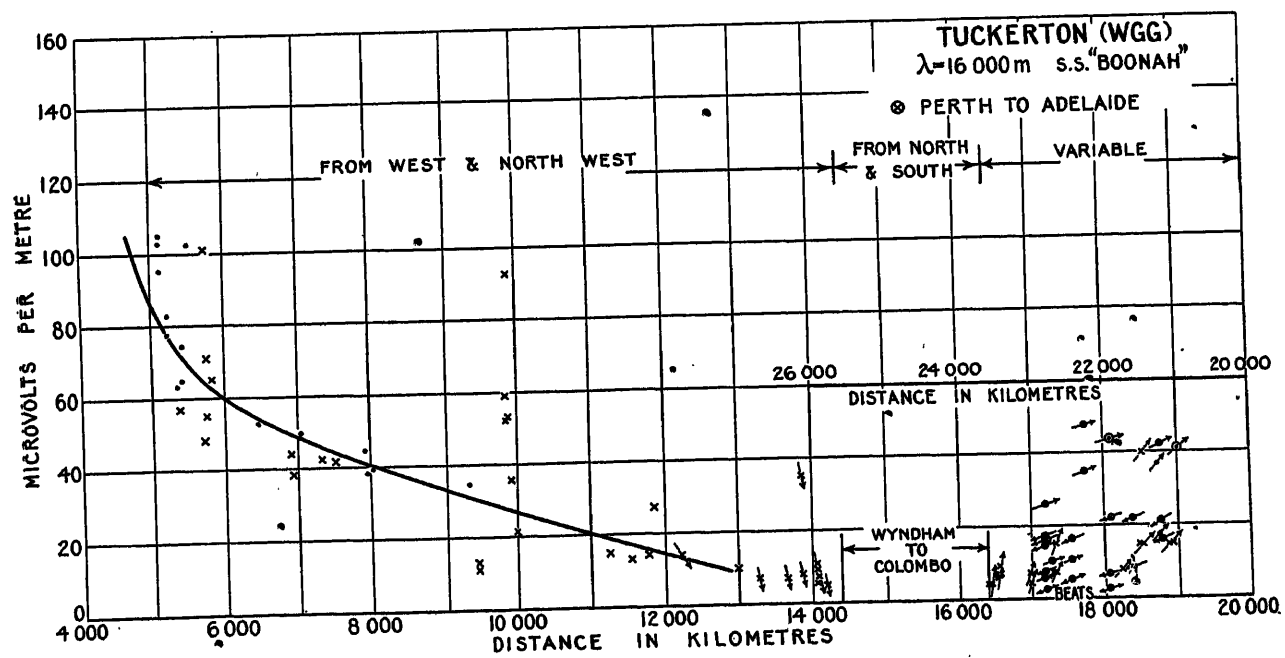 TUCKERTON (WGG)
λ=16 000 m S.S. "BOONAH"
⊗ PERTH TO ADELAIDE
FROM WEST & NORTH WEST
FROM NORTH
& SOUTH
VARIABLE
MICROVOLTS PER METRE
160
140
120
100
80
60
40
20
0
26 000 24 000 22 000 20 000
DISTANCE IN KILOMETRES
WYNDHAM
TO
COLOMBO
BEATS
4 000 6 000 8 000 10 000 12 000 14 000 16 000 18 000 20 000
DISTANCE IN KILOMETRES